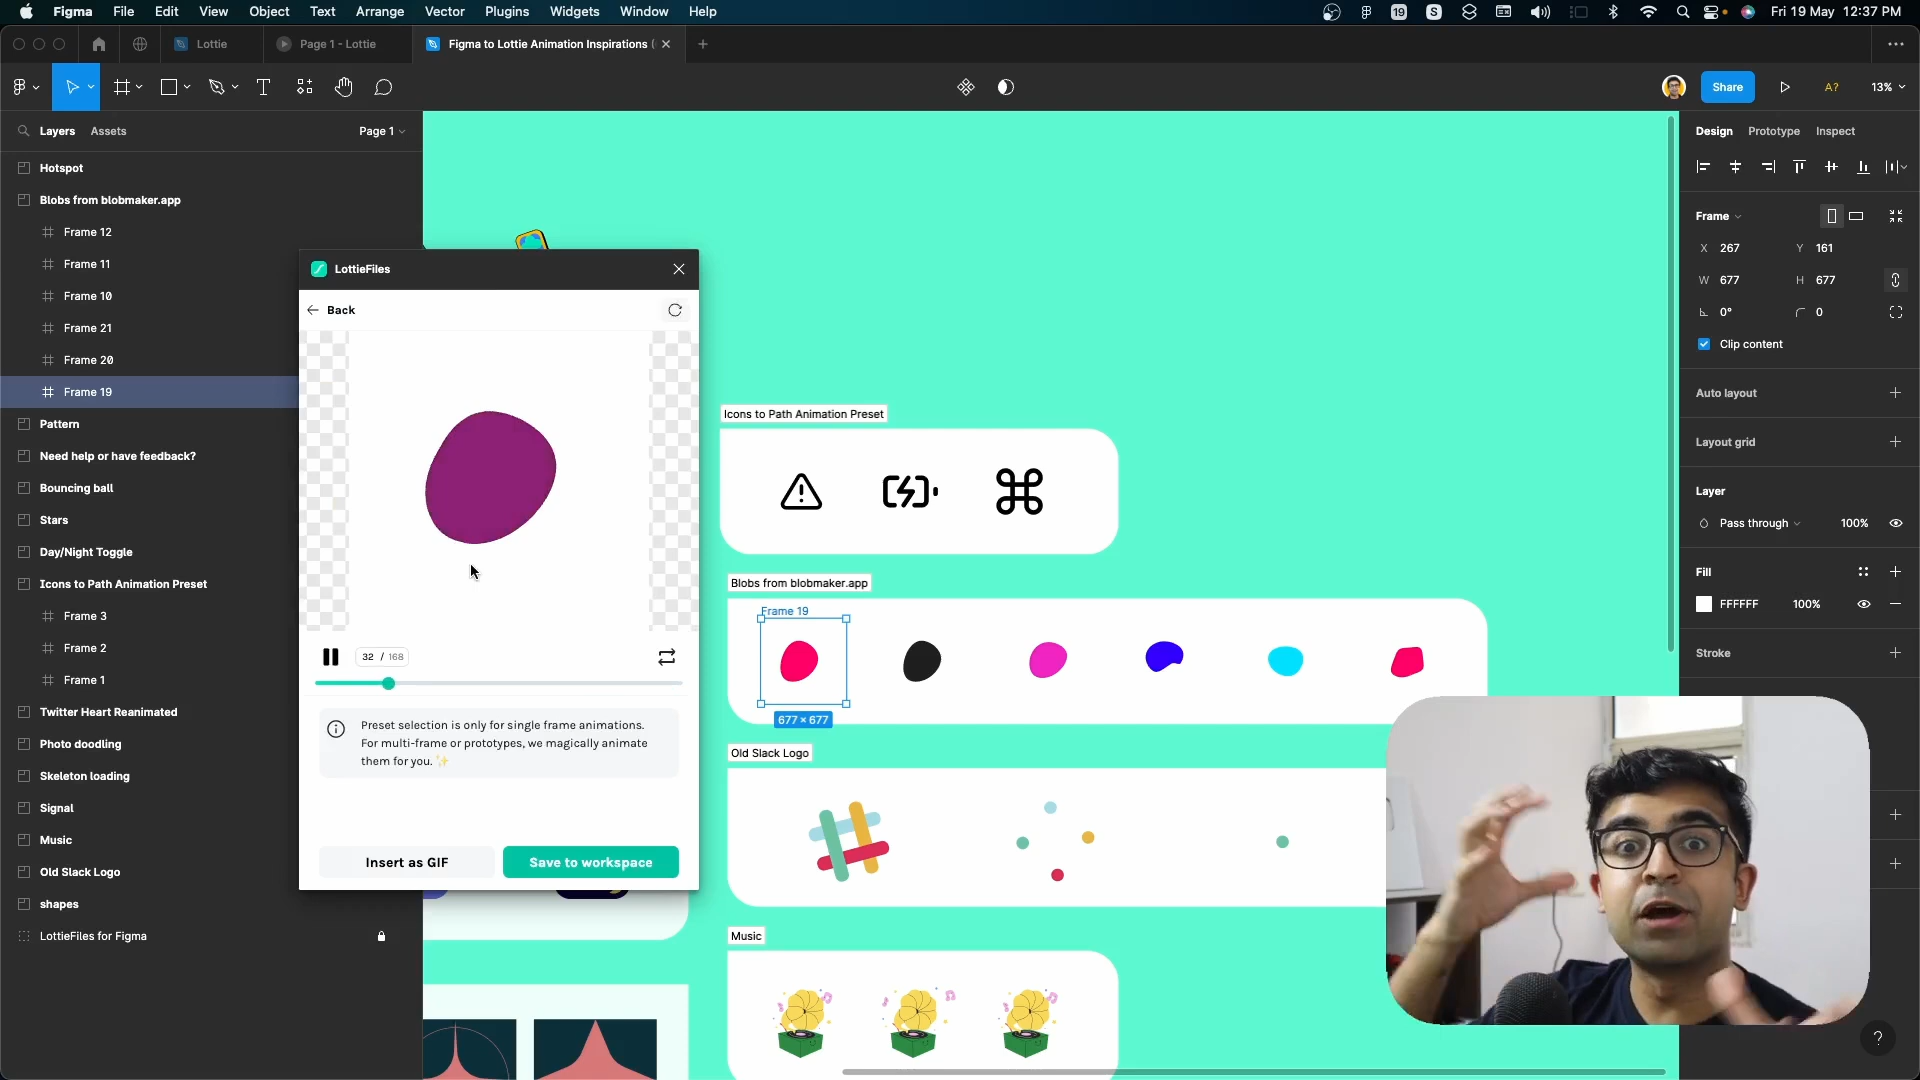 Figma File Edit View Object Text Arrange Vector Plugins Widgets Window Help
19
S
Fri 19 May 12:37 PM
Lottie
Page 1 - Lottie
Figma to Lottie Animation Inspirations (
Share
A?
13%
Layers Assets
Page 1
Hotspot
Blobs from blobmaker.app
Frame 12
Frame 11
Frame 10
Frame 21
Frame 20
Frame 19
Pattern
Need help or have feedback?
Bouncing ball
Stars
Day/Night Toggle
Icons to Path Animation Preset
Frame 3
Frame 2
Frame 1
Twitter Heart Reanimated
Photo doodling
Skeleton loading
Signal
Music
Old Slack Logo
shapes
LottieFiles for Figma
LottieFiles
Back
32 / 168
Preset selection is only for single frame animations.
For multi-frame or prototypes, we magically animate
them for you. ✨
Insert as GIF
Save to workspace
Icons to Path Animation Preset
Blobs from blobmaker.app
Frame 19
677 × 677
Old Slack Logo
Music
Design Prototype Inspect
Frame
X 267
Y 161
W 677
H 677
0°
0
Clip content
Auto layout
Layout grid
Layer
Pass through
100%
Fill
FFFFFF
100%
Stroke
?